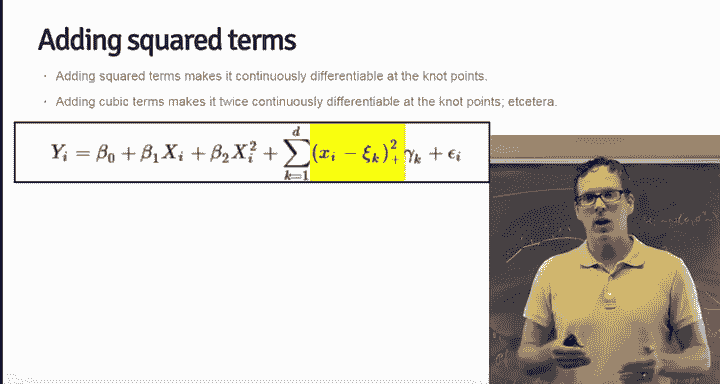 Adding squared terms
· Adding squared terms makes it continuously differentiable at the knot points.
· Adding cubic terms makes it twice continuously differentiable at the knot points; etcetera.
Y_i = β_0 + β_1 X_i + β_2 X_i^2 + \sum_{k=1}^{d} (x_i − ξ_k)_+^2 γ_k + ϵ_i